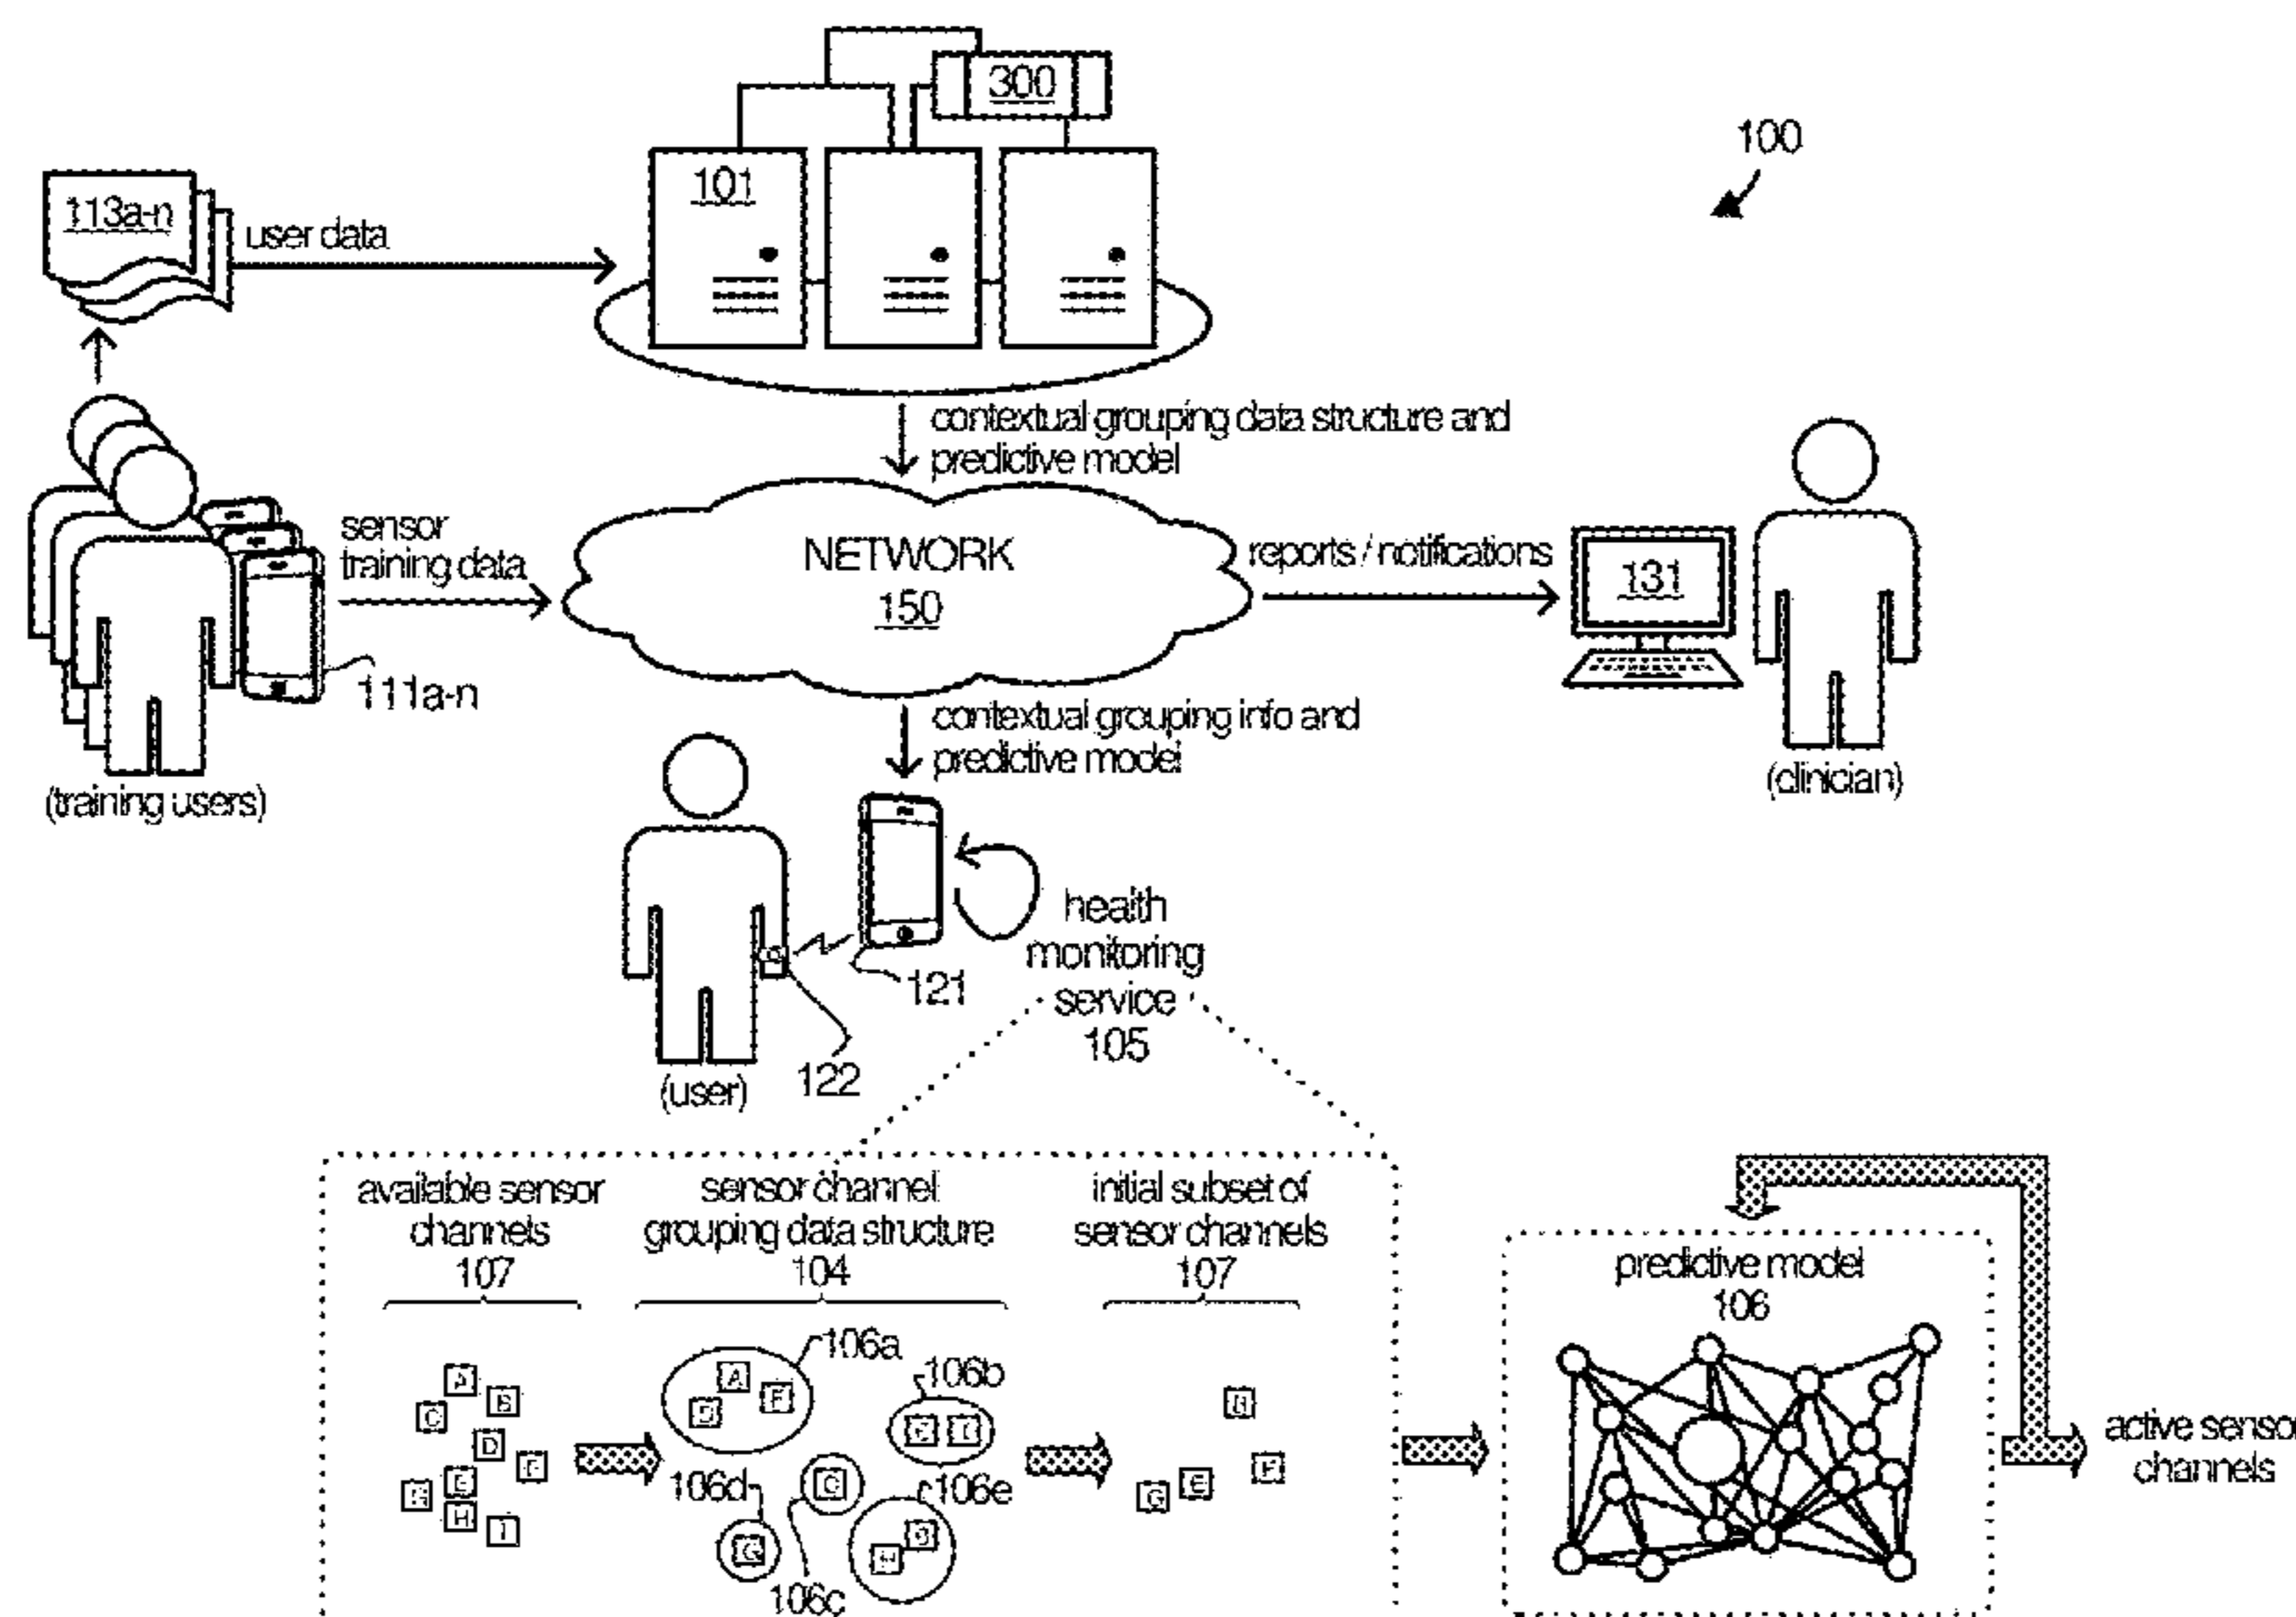 300
100
101
113a-n
user data
contextual grouping data structure and
predictive model
sensor
training data
NETWORK
150
reports / notifications
131
111a-n
contextual grouping info and
predictive model
(training users)
(clinician)
health
monitoring
service
105
121
122
(user)
available sensor
channels
107
sensor channel
grouping data structure
104
initial subset of
sensor channels
107
predictive model
106
106a
106b
A
B
C
D
A
F
D
106d
106e
106c
G
H
I
active sensor
channels